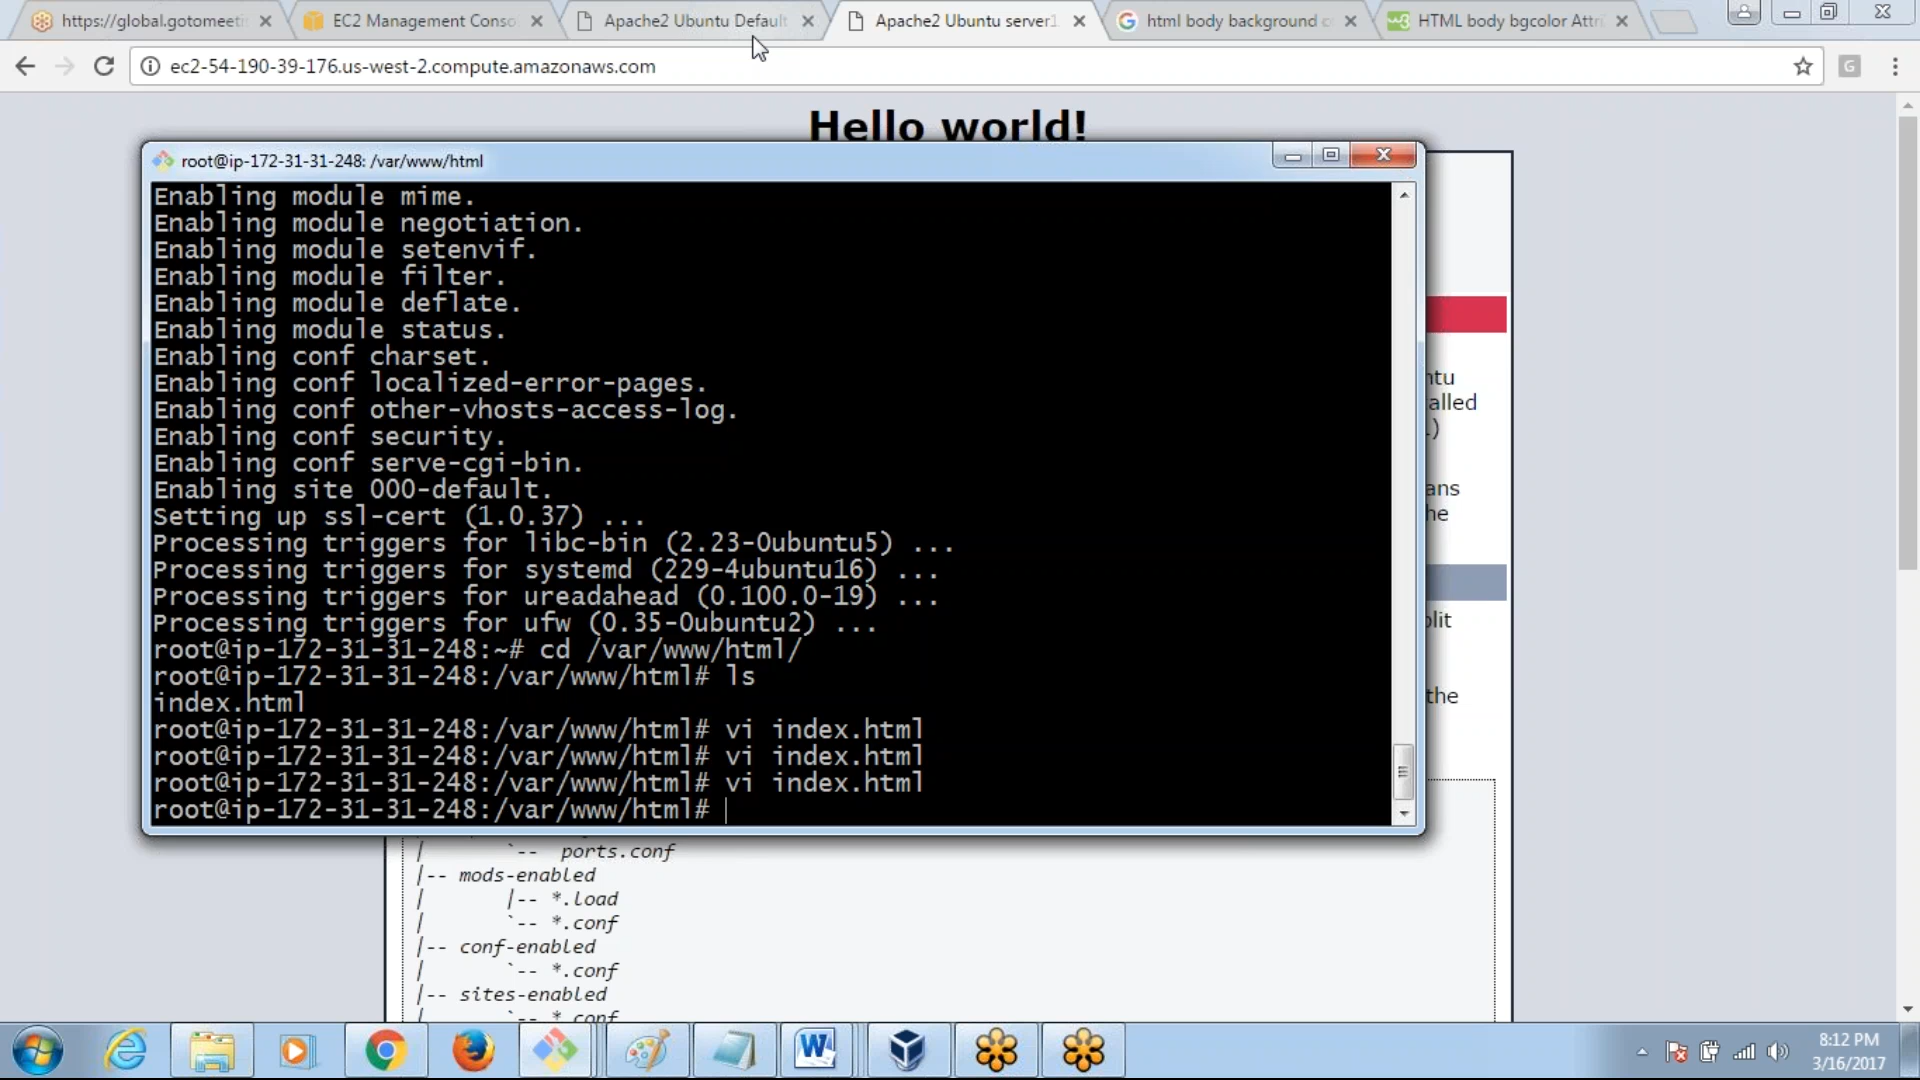 https://global.gotomeeti
EC2 Management Conso
Apache2 Ubuntu Default
Apache2 Ubuntu server1
html body background c
HTML body bgcolor Attri
ec2-54-190-39-176.us-west-2.compute.amazonaws.com
G
Hello world!
root@ip-172-31-31-248: /var/www/html
Enabling module mime.
Enabling module negotiation.
Enabling module setenvif.
Enabling module filter.
Enabling module deflate.
Enabling module status.
Enabling conf charset.
Enabling conf localized-error-pages.
Enabling conf other-vhosts-access-log.
Enabling conf security.
Enabling conf serve-cgi-bin.
Enabling site 000-default.
Setting up ssl-cert (1.0.37) ...
Processing triggers for libc-bin (2.23-0ubuntu5) ...
Processing triggers for systemd (229-4ubuntu16) ...
Processing triggers for ureadahead (0.100.0-19) ...
Processing triggers for ufw (0.35-0ubuntu2) ...
root@ip-172-31-31-248:~# cd /var/www/html/
root@ip-172-31-31-248:/var/www/html# ls
index.html
root@ip-172-31-31-248:/var/www/html# vi index.html
root@ip-172-31-31-248:/var/www/html# vi index.html
root@ip-172-31-31-248:/var/www/html# vi index.html
root@ip-172-31-31-248:/var/www/html#
ntu
alled
.)
ans
he
plit
the
| `-- ports.conf
|-- mods-enabled
| |-- *.load
| `-- *.conf
|-- conf-enabled
| `-- *.conf
|-- sites-enabled
| `-- *.conf
8:12 PM
3/16/2017